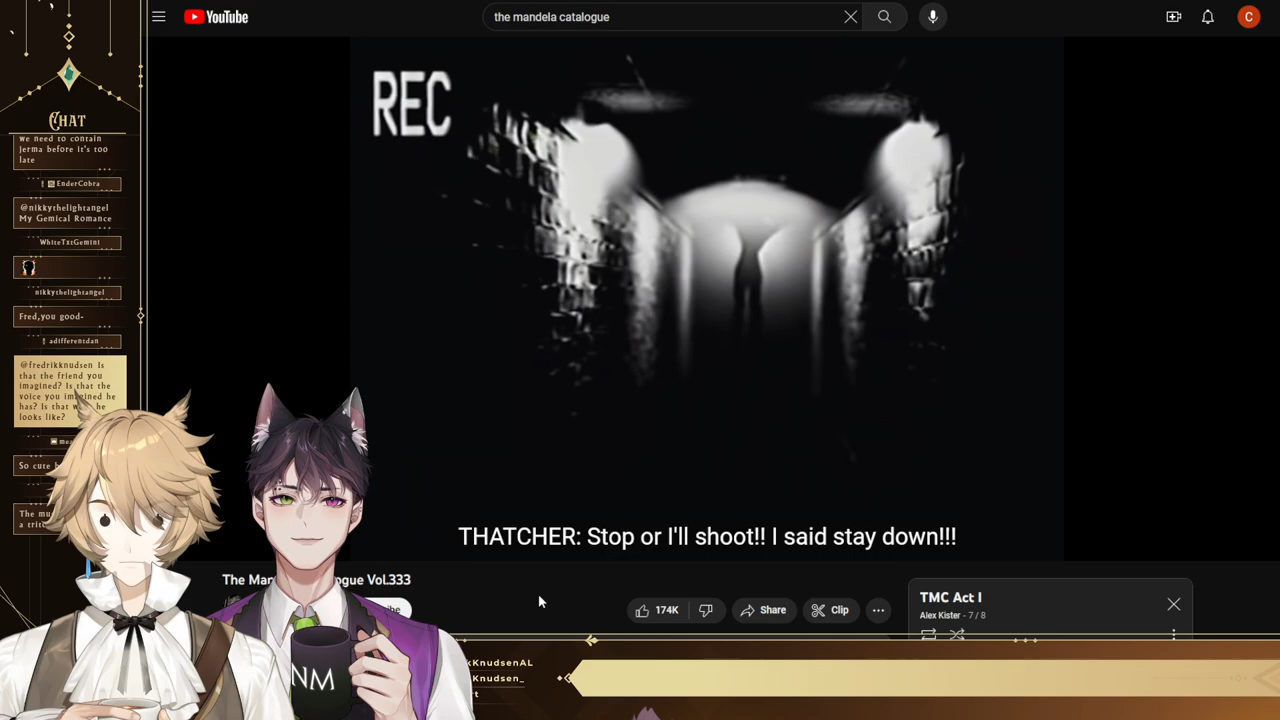 YouTube
the mandela catalogue
C
REC
CHAT
we need to contain
Jerma before it's too
late
EnderCobra
@nikkythelightangel
My Gemical Romance
WhiteTxtGemini
nikkythelightangel
Fred,you good-
adifferentdan
@fredrikknudsen Is
that the friend you
imagined? Is that the
voice you imagined he
has? Is that
looks like?
So cute
The
THATCHER: Stop or I'll shoot!! I said stay down!!!
Vol.333
174K
Share
Clip
TMC Act I
Alex Kister - 7 / 8
NM
kKnudsenAL
Knudsen_